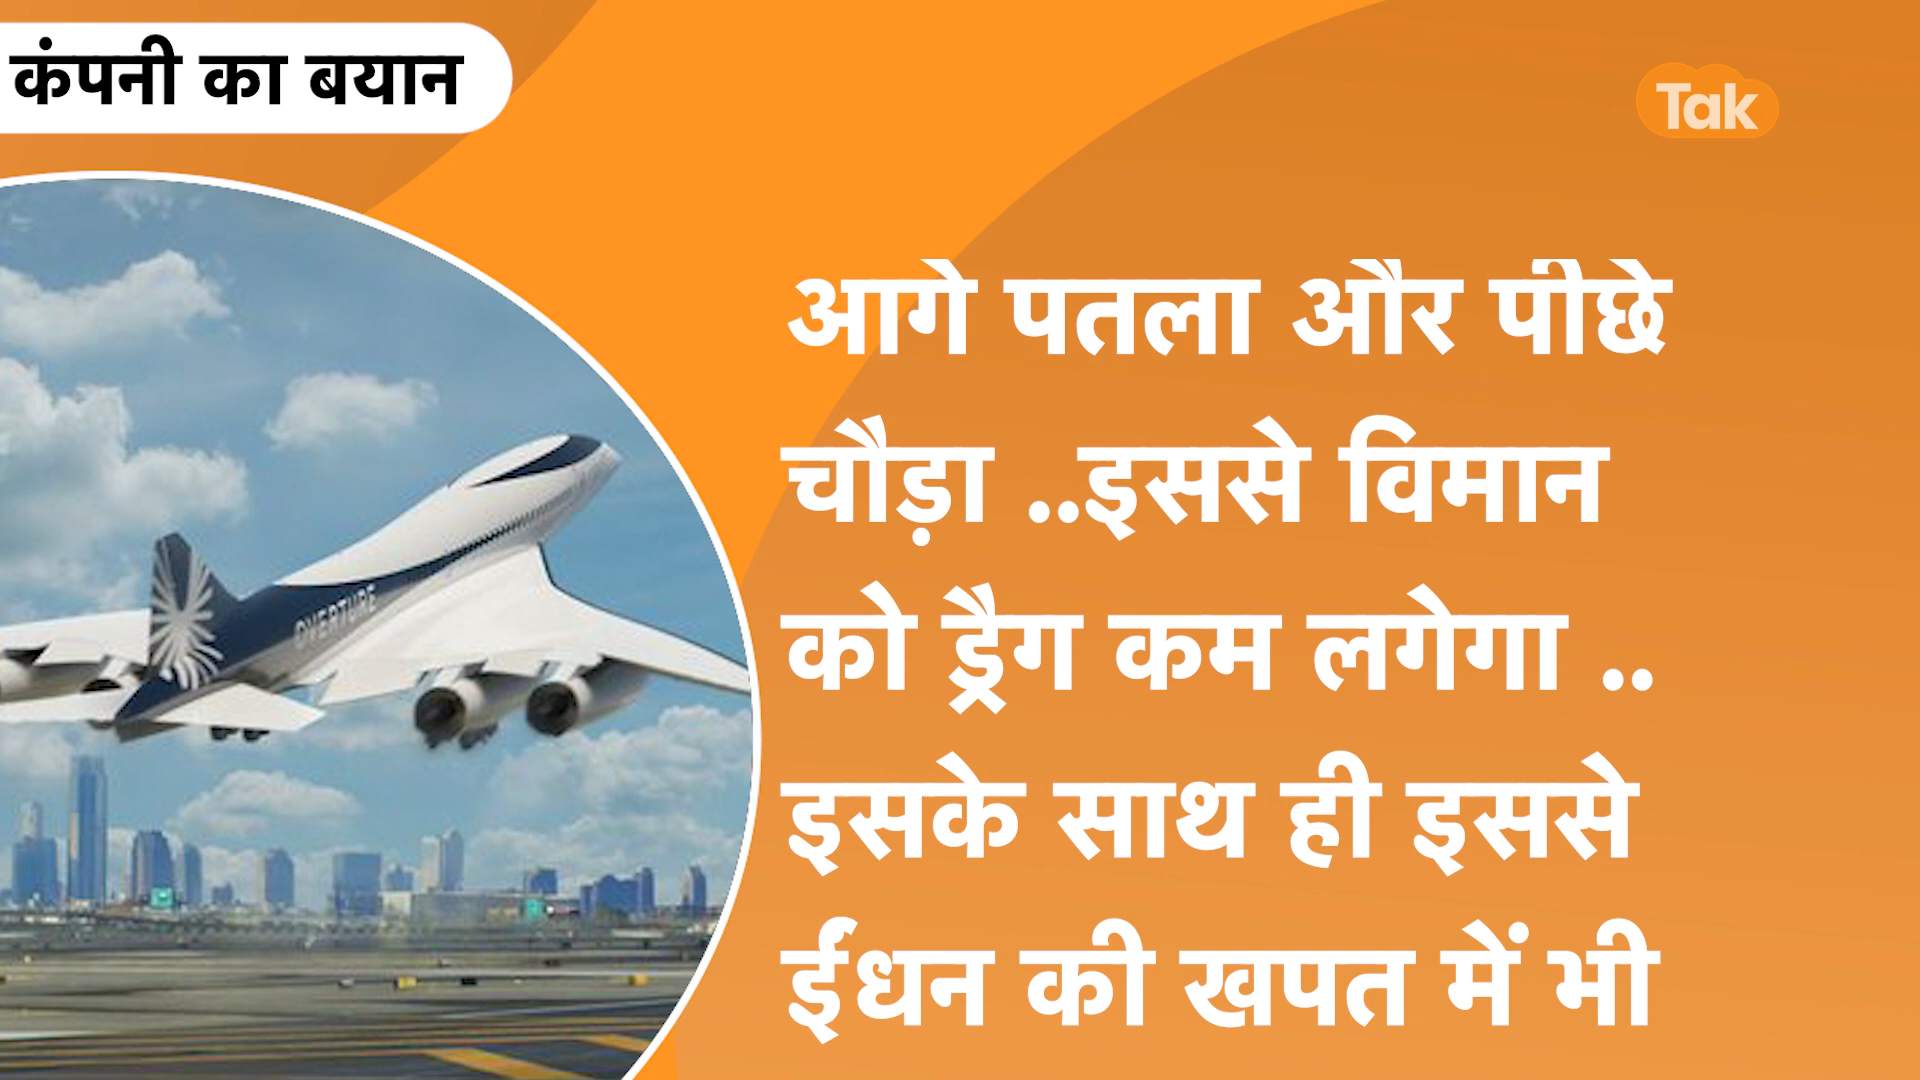 कंपनी का बयान
Tak
आगे पतला और पीछे
चौड़ा ..इससे विमान
को ड्रैग कम लगेगा ..
इसके साथ ही इससे
ईंधन की खपत में भी
OVERTURE